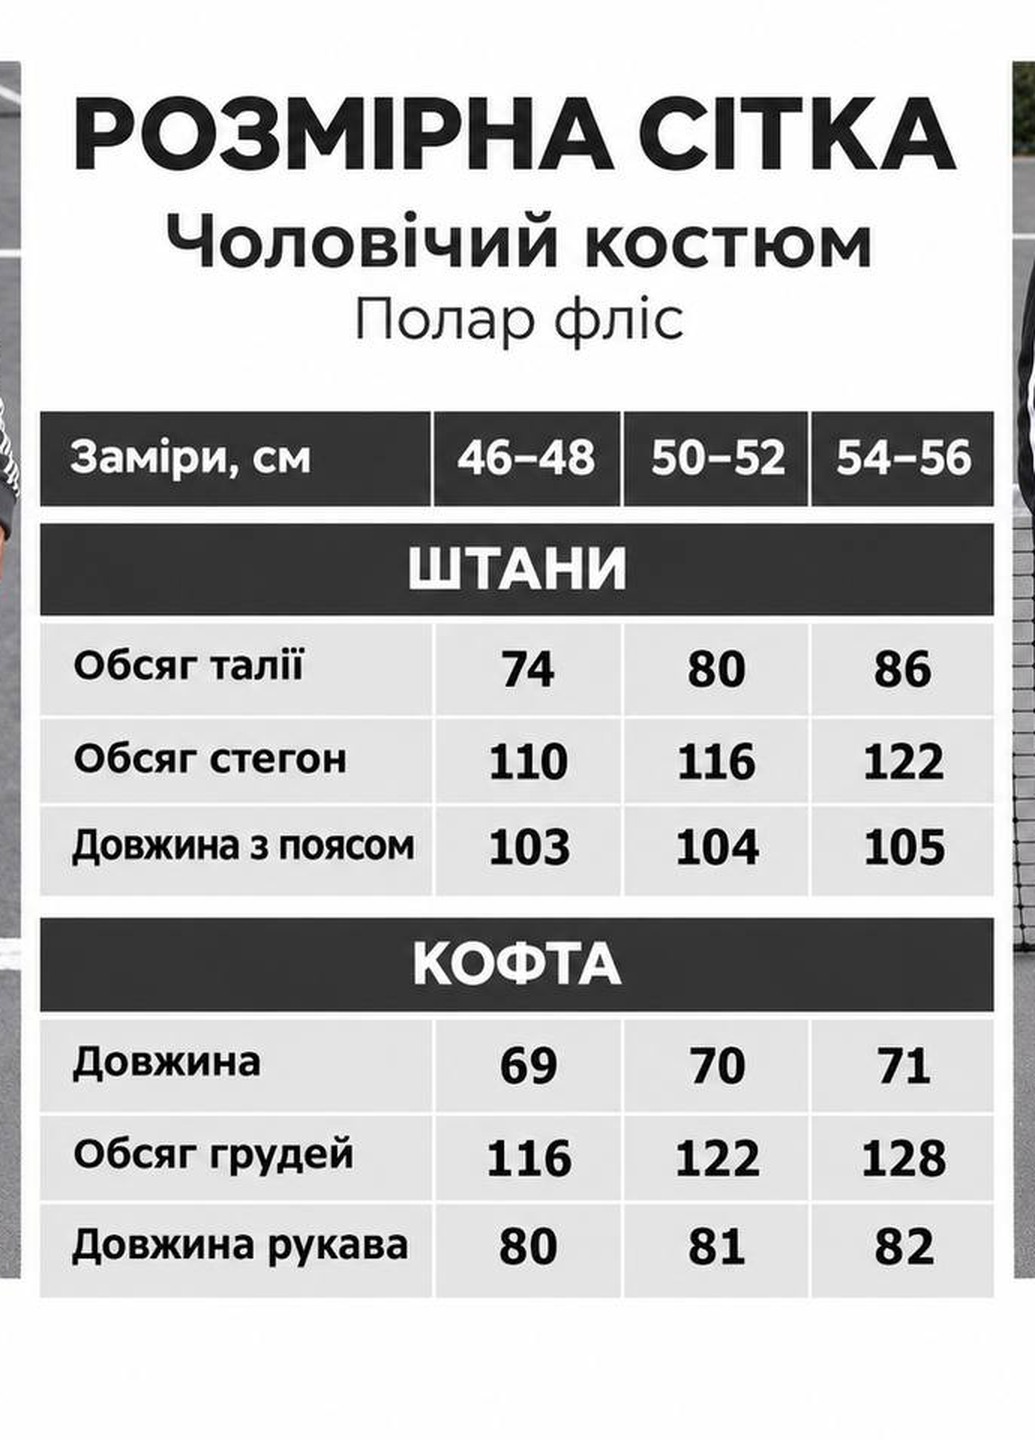 РОЗМІРНА СІТКА
Чоловічий костюм
Полар фліс
Заміри, см 46–48 50–52 54–56
ШТАНИ
Обсяг талії 74 80 86
Обсяг стегон 110 116 122
Довжина з поясом 103 104 105
КОФТА
Довжина 69 70 71
Обсяг грудей 116 122 128
Довжина рукава 80 81 82